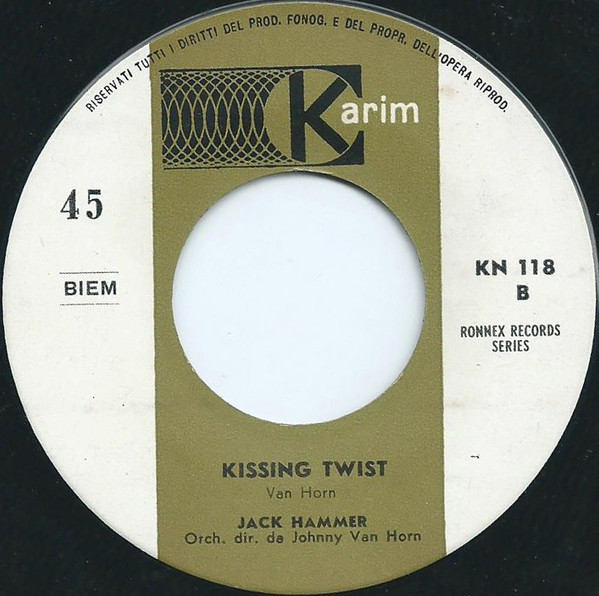 RISERVATI TUTTI I DIRITTI DEL PROD. FONOG. E DEL PROPR. DELL'OPERA RIPROD.
Karim
45
BIEM
KN 118
B
RONNEX RECORDS
SERIES
KISSING TWIST
Van Horn
JACK HAMMER
Orch. dir. da Johnny Van Horn